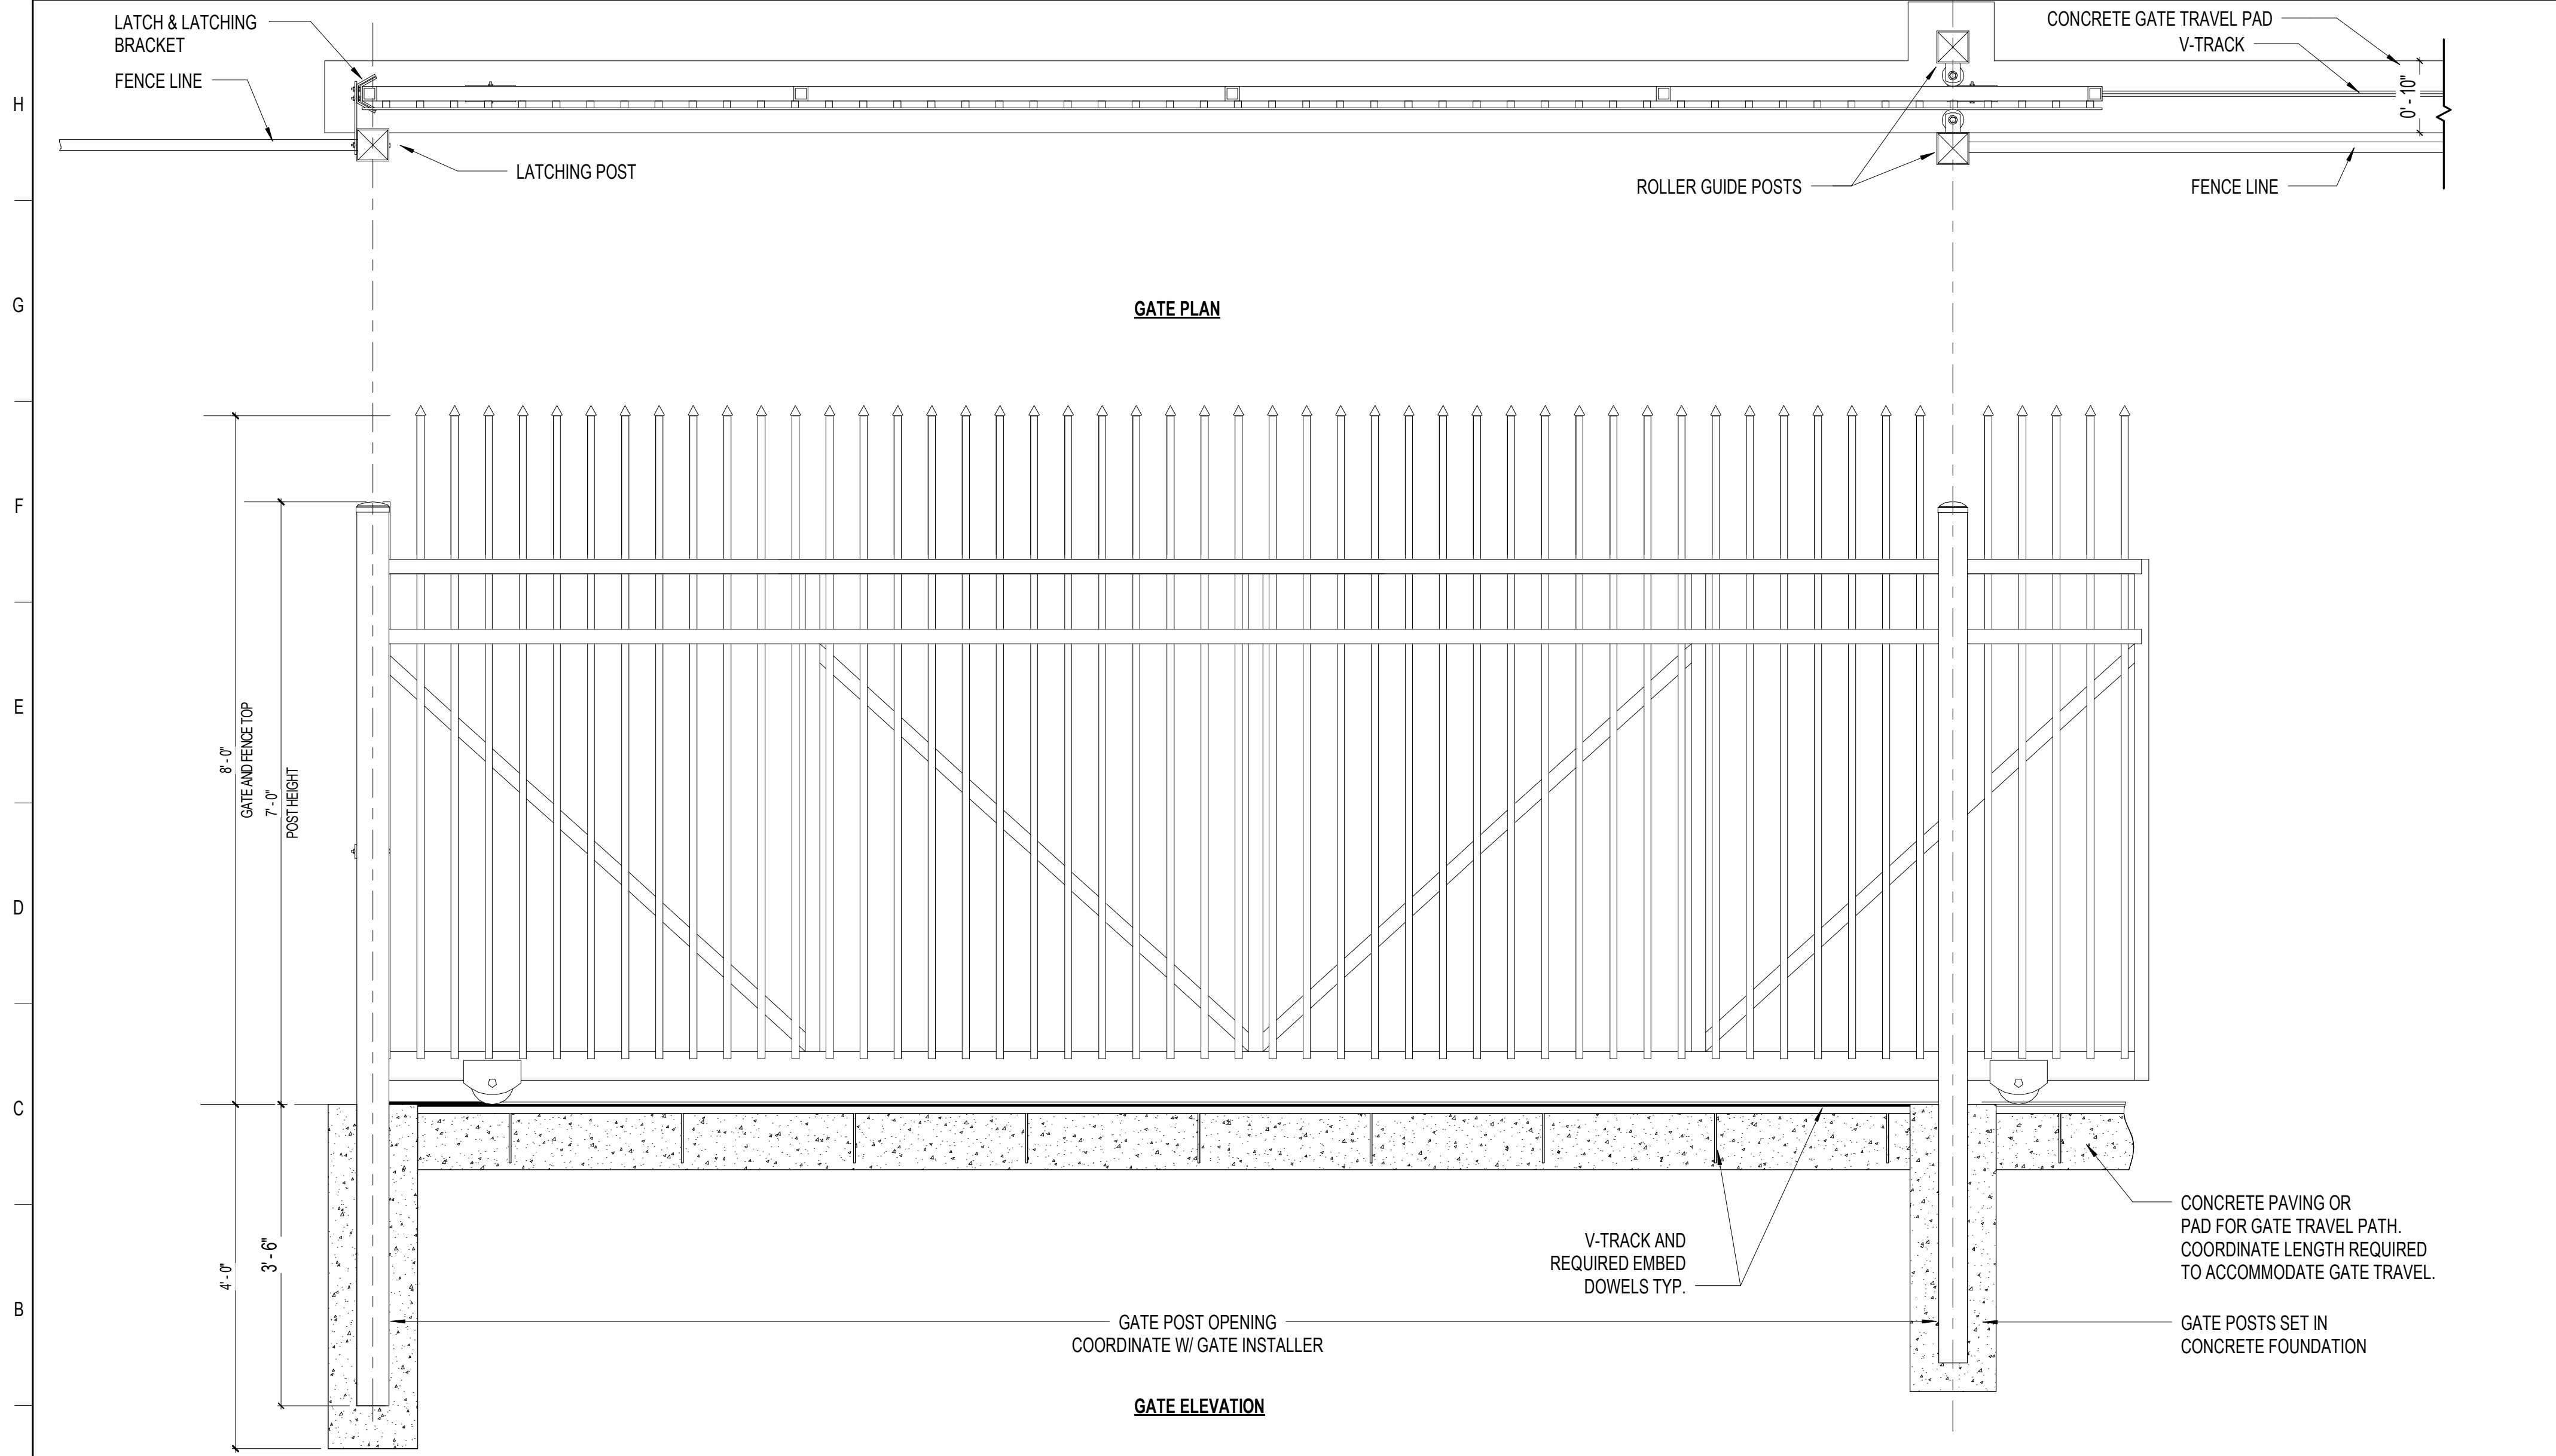 LATCH & LATCHING
BRACKET
FENCE LINE
LATCHING POST
CONCRETE GATE TRAVEL PAD
V-TRACK
0' - 10"
ROLLER GUIDE POSTS
FENCE LINE
H
G
F
E
D
C
B
GATE PLAN
8' - 0"
GATE AND FENCE TOP
7' - 0"
POST HEIGHT
4' - 0"
3' - 6"
V-TRACK AND
REQUIRED EMBED
DOWELS TYP.
CONCRETE PAVING OR
PAD FOR GATE TRAVEL PATH.
COORDINATE LENGTH REQUIRED
TO ACCOMMODATE GATE TRAVEL.
GATE POST OPENING
COORDINATE W/ GATE INSTALLER
GATE POSTS SET IN
CONCRETE FOUNDATION
GATE ELEVATION